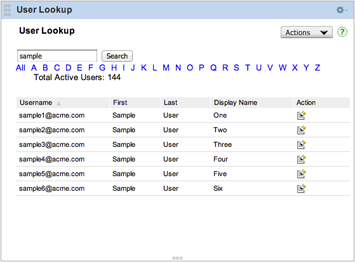 User Lookup
User Lookup
Actions
?
sample
Search
All A B C D E F G H I J K L M N O P Q R S T U V W X Y Z
Total Active Users: 144
Username First Last Display Name Action
sample1@acme.com Sample User One
sample2@acme.com Sample User Two
sample3@acme.com Sample User Three
sample4@acme.com Sample User Four
sample5@acme.com Sample User Five
sample6@acme.com Sample User Six